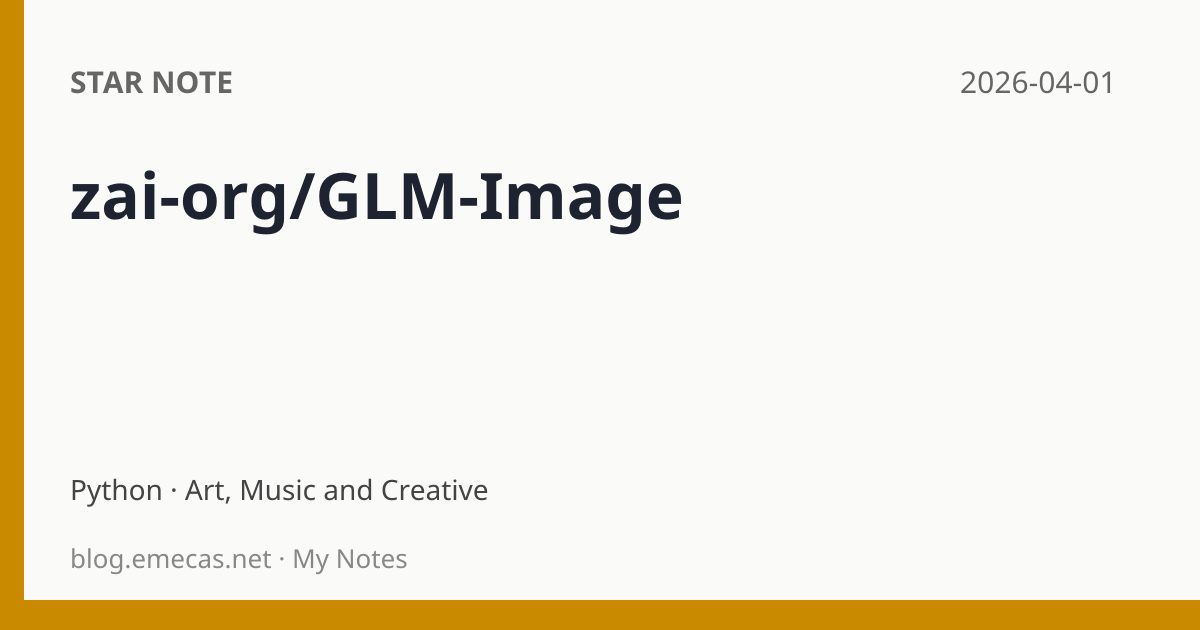 STAR NOTE
2026-04-01
zai-org/GLM-Image
Python · Art, Music and Creative
blog.emecas.net · My Notes